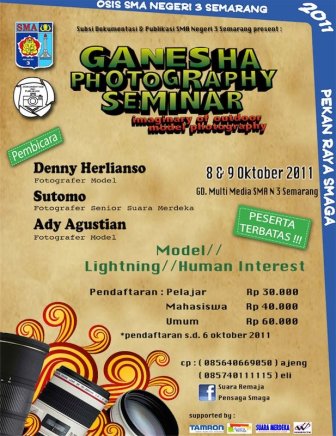 OSIS SMA NEGERI 3 SEMARANG
2011
PEKAN RAYA SMAGA
SMA
3
Subsi Dokumentasi & Publikasi SMA Negeri 3 Semarang present :
GANESHA
PHOTOGRAPHY
SEMINAR
imaginary of outdoor
model photography
Pembicara
Denny Herlianso
Fotografer Model
Sutomo
Fotografer Senior Suara Merdeka
Ady Agustian
Fotografer Model
8 & 9 Oktober 2011
GD. Multi Media SMA N 3 Semarang
PESERTA
TERBATAS !!!
Model//
Lightning//Human Interest
Pendaftaran : Pelajar Rp 30.000
Mahasiswa Rp 40.000
Umum Rp 60.000
*pendaftaran s.d. 6 oktober 2011
cp : ( 085640669050 ) ajeng
( 085740111115 ) eli
Suara Remaja
Pensaga Smaga
supported by :
TAMRON
SUARA MERDEKA